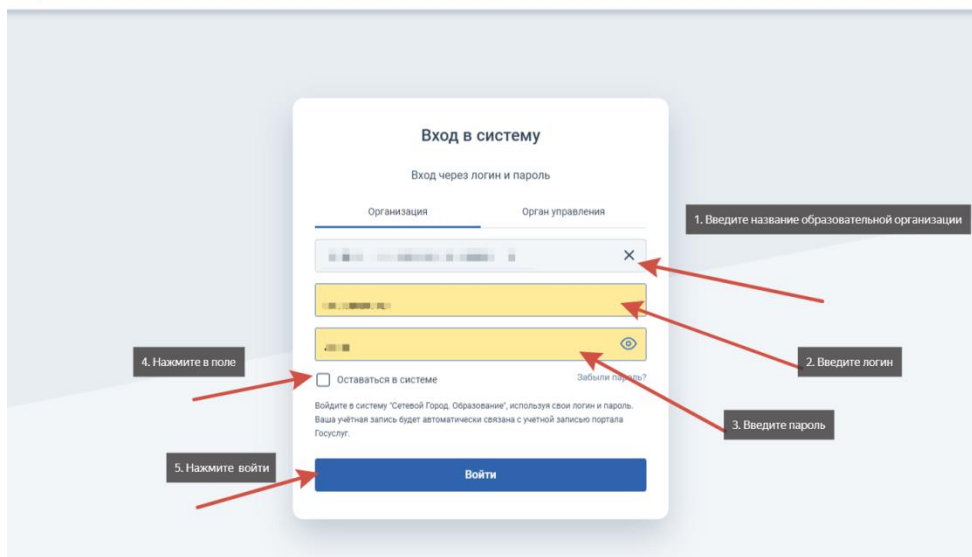 Вход в систему
Вход через логин и пароль
Организация
Орган управления
1. Введите название образовательной организации
2. Введите логин
3. Введите пароль
4. Нажмите в поле
Оставаться в системе
Забыли пароль?
Войдите в систему "Сетевой Город. Образование", используя свои логин и пароль.
Ваша учётная запись будет автоматически связана с учетной записью портала
Госуслуг.
5. Нажмите войти
Войти